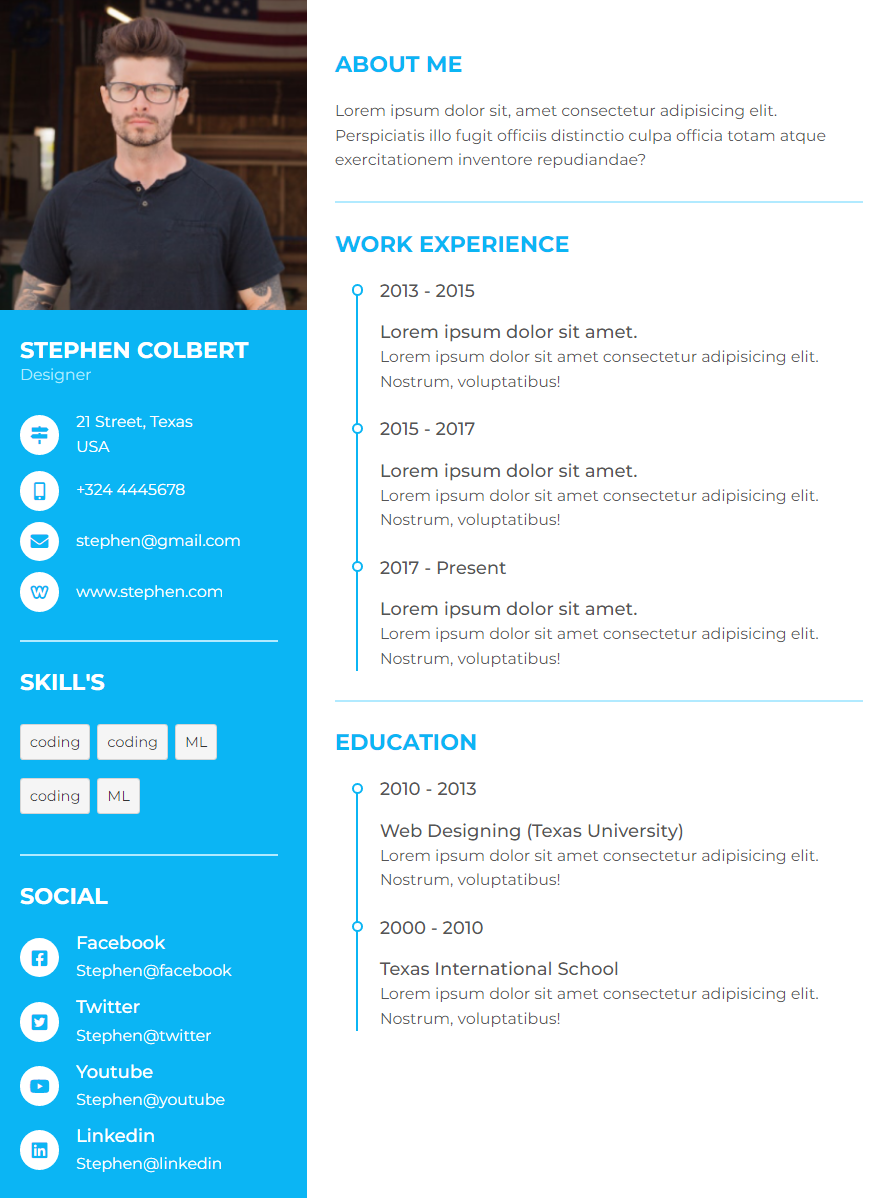 STEPHEN COLBERT
Designer
21 Street, Texas
USA
+324 4445678
stephen@gmail.com
www.stephen.com
SKILL'S
coding coding ML
coding ML
SOCIAL
Facebook
Stephen@facebook
Twitter
Stephen@twitter
Youtube
Stephen@youtube
Linkedin
Stephen@linkedin
ABOUT ME
Lorem ipsum dolor sit, amet consectetur adipisicing elit.
Perspiciatis illo fugit officiis distinctio culpa officia totam atque
exercitationem inventore repudiandae?
WORK EXPERIENCE
2013 - 2015
Lorem ipsum dolor sit amet.
Lorem ipsum dolor sit amet consectetur adipisicing elit.
Nostrum, voluptatibus!
2015 - 2017
Lorem ipsum dolor sit amet.
Lorem ipsum dolor sit amet consectetur adipisicing elit.
Nostrum, voluptatibus!
2017 - Present
Lorem ipsum dolor sit amet.
Lorem ipsum dolor sit amet consectetur adipisicing elit.
Nostrum, voluptatibus!
EDUCATION
2010 - 2013
Web Designing (Texas University)
Lorem ipsum dolor sit amet consectetur adipisicing elit.
Nostrum, voluptatibus!
2000 - 2010
Texas International School
Lorem ipsum dolor sit amet consectetur adipisicing elit.
Nostrum, voluptatibus!